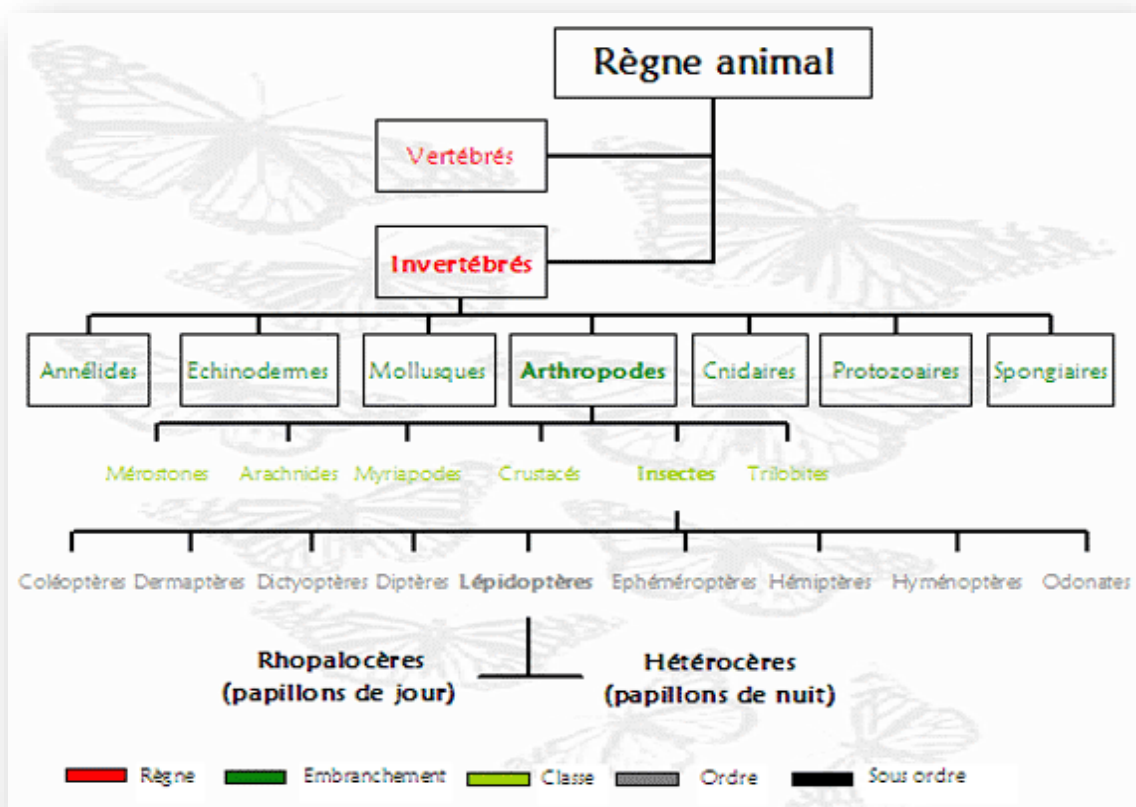 Règne animal
Vertébrés
Invertébrés
Annélides Echinodermes Mollusques Arthropodes Cnidaires Protozoaires Spongiaires
Mérostones Arachnides Myriapodes Crustacés Insectes Trilobites
Coléoptères Dermaptères Dictyoptères Diptères Lépidoptères Ephéméroptères Hémiptères Hyménoptères Odonates
Rhopalocères
(papillons de jour)
Hétérocères
(papillons de nuit)
Règne Embranchement Classe Ordre Sous ordre